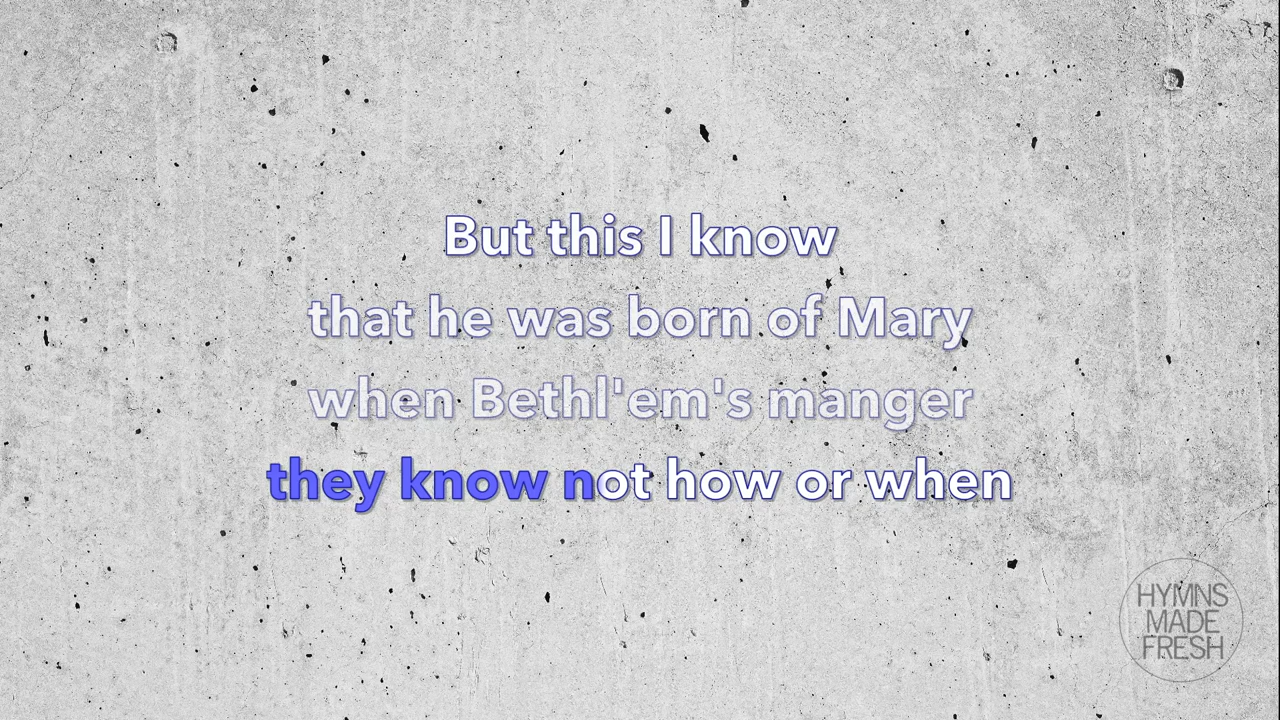 But this I know
that he was born of Mary
when Bethl'em's manger
they know not how or when
HYMNS
MADE
FRESH